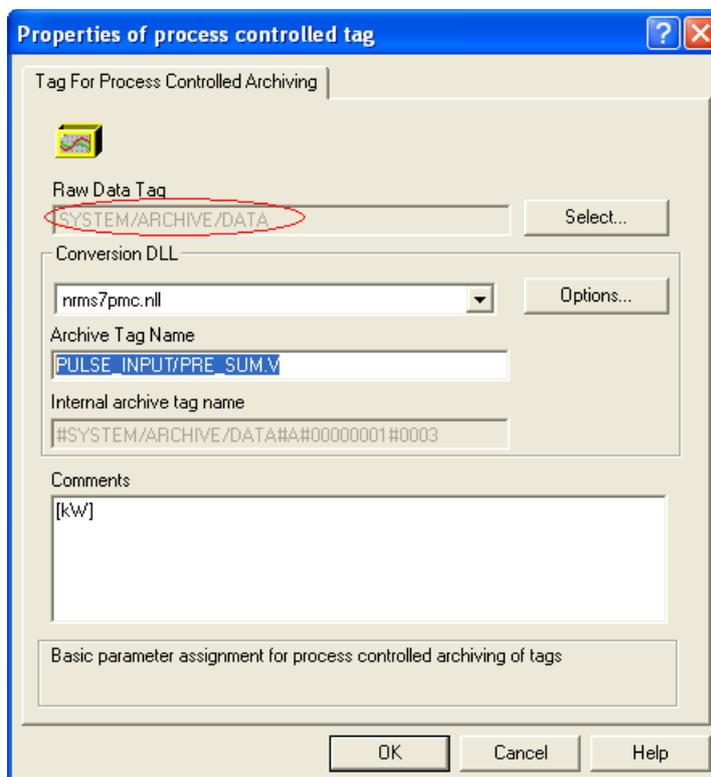 Properties of process controlled tag
Tag For Process Controlled Archiving
Raw Data Tag
SYSTEM/ARCHIVE/DATA
Select...
Conversion DLL
nrms7pmc.nll
Options...
Archive Tag Name
PULSE_INPUT/PRE_SUM.V
Internal archive tag name
#SYSTEM/ARCHIVE/DATA#A#00000001#0003
Comments
[kW]
Basic parameter assignment for process controlled archiving of tags
OK
Cancel
Help